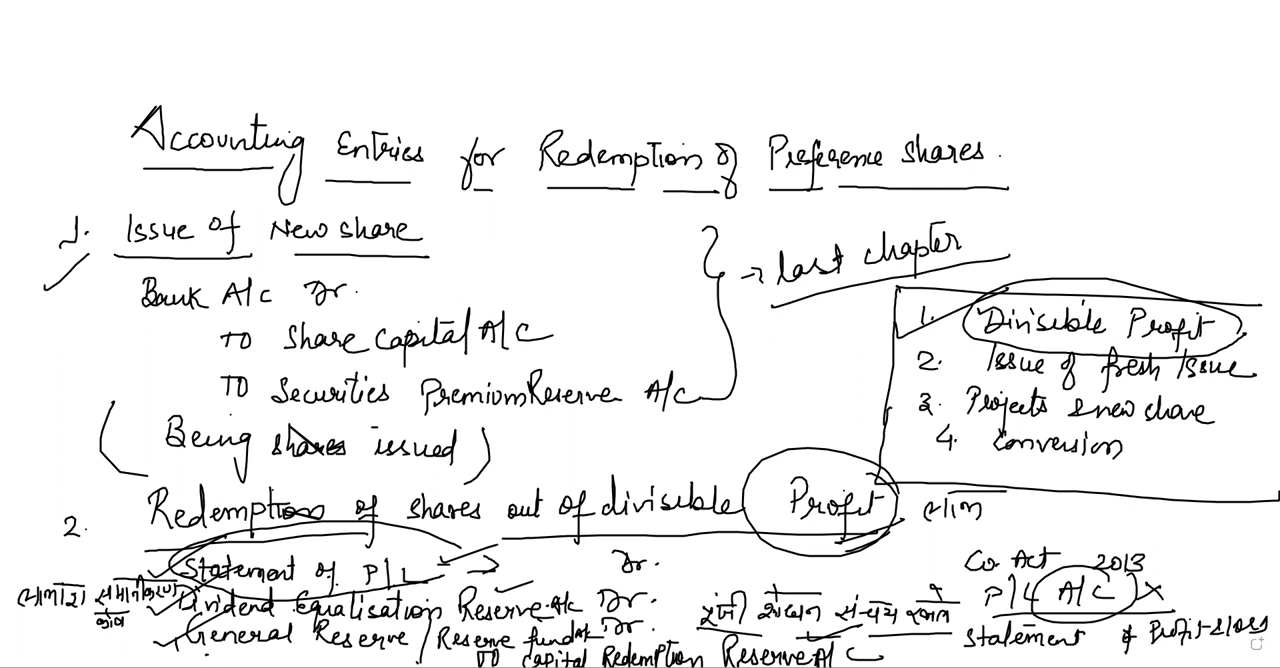 Accounting Entries for Redemption of Preference shares.
1. Issue of New share
Bank A/c Dr.
To Share Capital A/C
To Securities Premium Reserve A/c
→ last chapter
(Being shares issued)
1. Divisible Profit
2. Issue of fresh Issue
3. Projects & new share
4. Conversion
2. Redemption of shares out of divisible Profit
लाभ
Statement of P/L → Dr.
Dividend Equalisation Reserve A/c Dr.
General Reserve / Reserve fund A/c Dr.
To Capital Redemption Reserve A/C
लाभांश समानीकरण
कोष
Co Act 2013
P/L A/C ×
Statement of Profit & loss